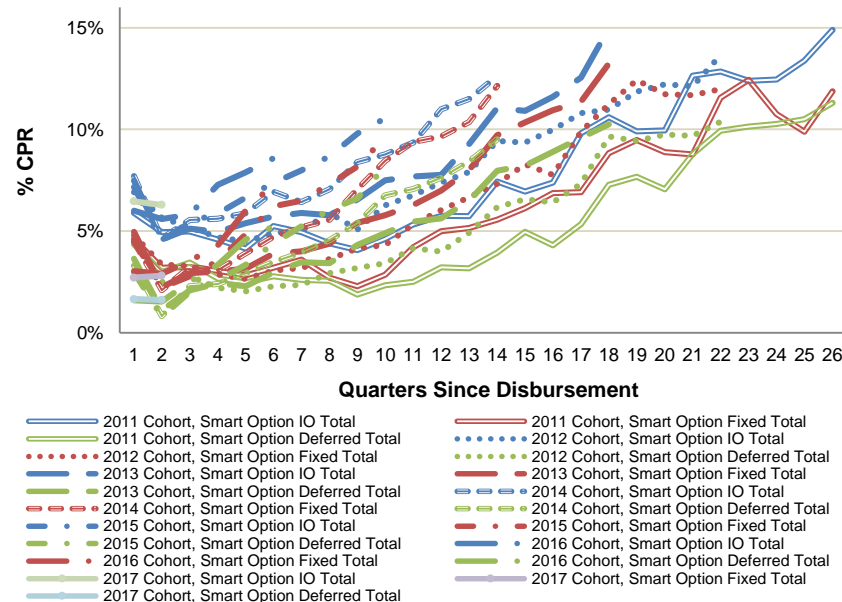 15%
10%
5%
0%
% CPR
1 2 3 4 5 6 7 8 9 10 11 12 13 14 15 16 17 18 19 20 21 22 23 24 25 26
Quarters Since Disbursement
2011 Cohort, Smart Option IO Total
2011 Cohort, Smart Option Fixed Total
2011 Cohort, Smart Option Deferred Total
2012 Cohort, Smart Option IO Total
2012 Cohort, Smart Option Fixed Total
2012 Cohort, Smart Option Deferred Total
2013 Cohort, Smart Option IO Total
2013 Cohort, Smart Option Fixed Total
2013 Cohort, Smart Option Deferred Total
2014 Cohort, Smart Option IO Total
2014 Cohort, Smart Option Fixed Total
2014 Cohort, Smart Option Deferred Total
2015 Cohort, Smart Option IO Total
2015 Cohort, Smart Option Fixed Total
2015 Cohort, Smart Option Deferred Total
2016 Cohort, Smart Option IO Total
2016 Cohort, Smart Option Fixed Total
2016 Cohort, Smart Option Deferred Total
2017 Cohort, Smart Option IO Total
2017 Cohort, Smart Option Fixed Total
2017 Cohort, Smart Option Deferred Total